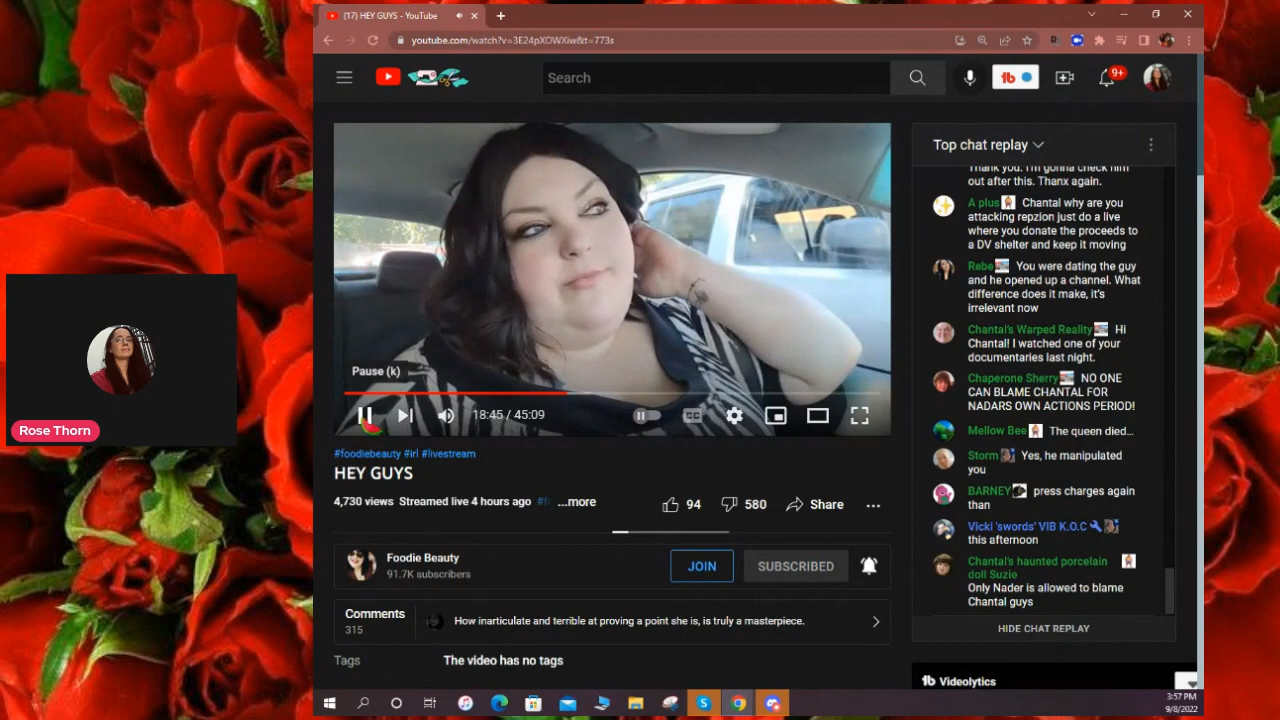 (17) HEY GUYS - YouTube
youtube.com/watch?v=3E24pXOWXiw&t=773s
Search
9+
Top chat replay
Thank you. I'm gonna check him
out after this. Thanx again.
A plus Chantal why are you
attacking repzion just do a live
where you donate the proceeds to
a DV shelter and keep it moving
Rebe You were dating the guy
and he opened up a channel. What
difference does it make, it's
irrelevant now
Chantal's Warped Reality Hi
Chantal! I watched one of your
documentaries last night.
Chaperone Sherry NO ONE
CAN BLAME CHANTAL FOR
NADARS OWN ACTIONS PERIOD!
Mellow Bee The queen died...
Storm Yes, he manipulated
you
BARNEY press charges again
than
Vicki 'swords' VIB K.O.C
this afternoon
Chantal's haunted porcelain
doll Suzie
Only Nader is allowed to blame
Chantal guys
HIDE CHAT REPLAY
Pause (k)
18:45 / 45:09
CC
#foodiebeauty #irl #livestream
HEY GUYS
4,730 views Streamed live 4 hours ago ...more
94
580
Share
Foodie Beauty
91.7K subscribers
JOIN
SUBSCRIBED
Comments
315
How inarticulate and terrible at proving a point she is, is truly a masterpiece.
Tags
The video has no tags
tb Videolytics
Rose Thorn
3:57 PM
9/8/2022